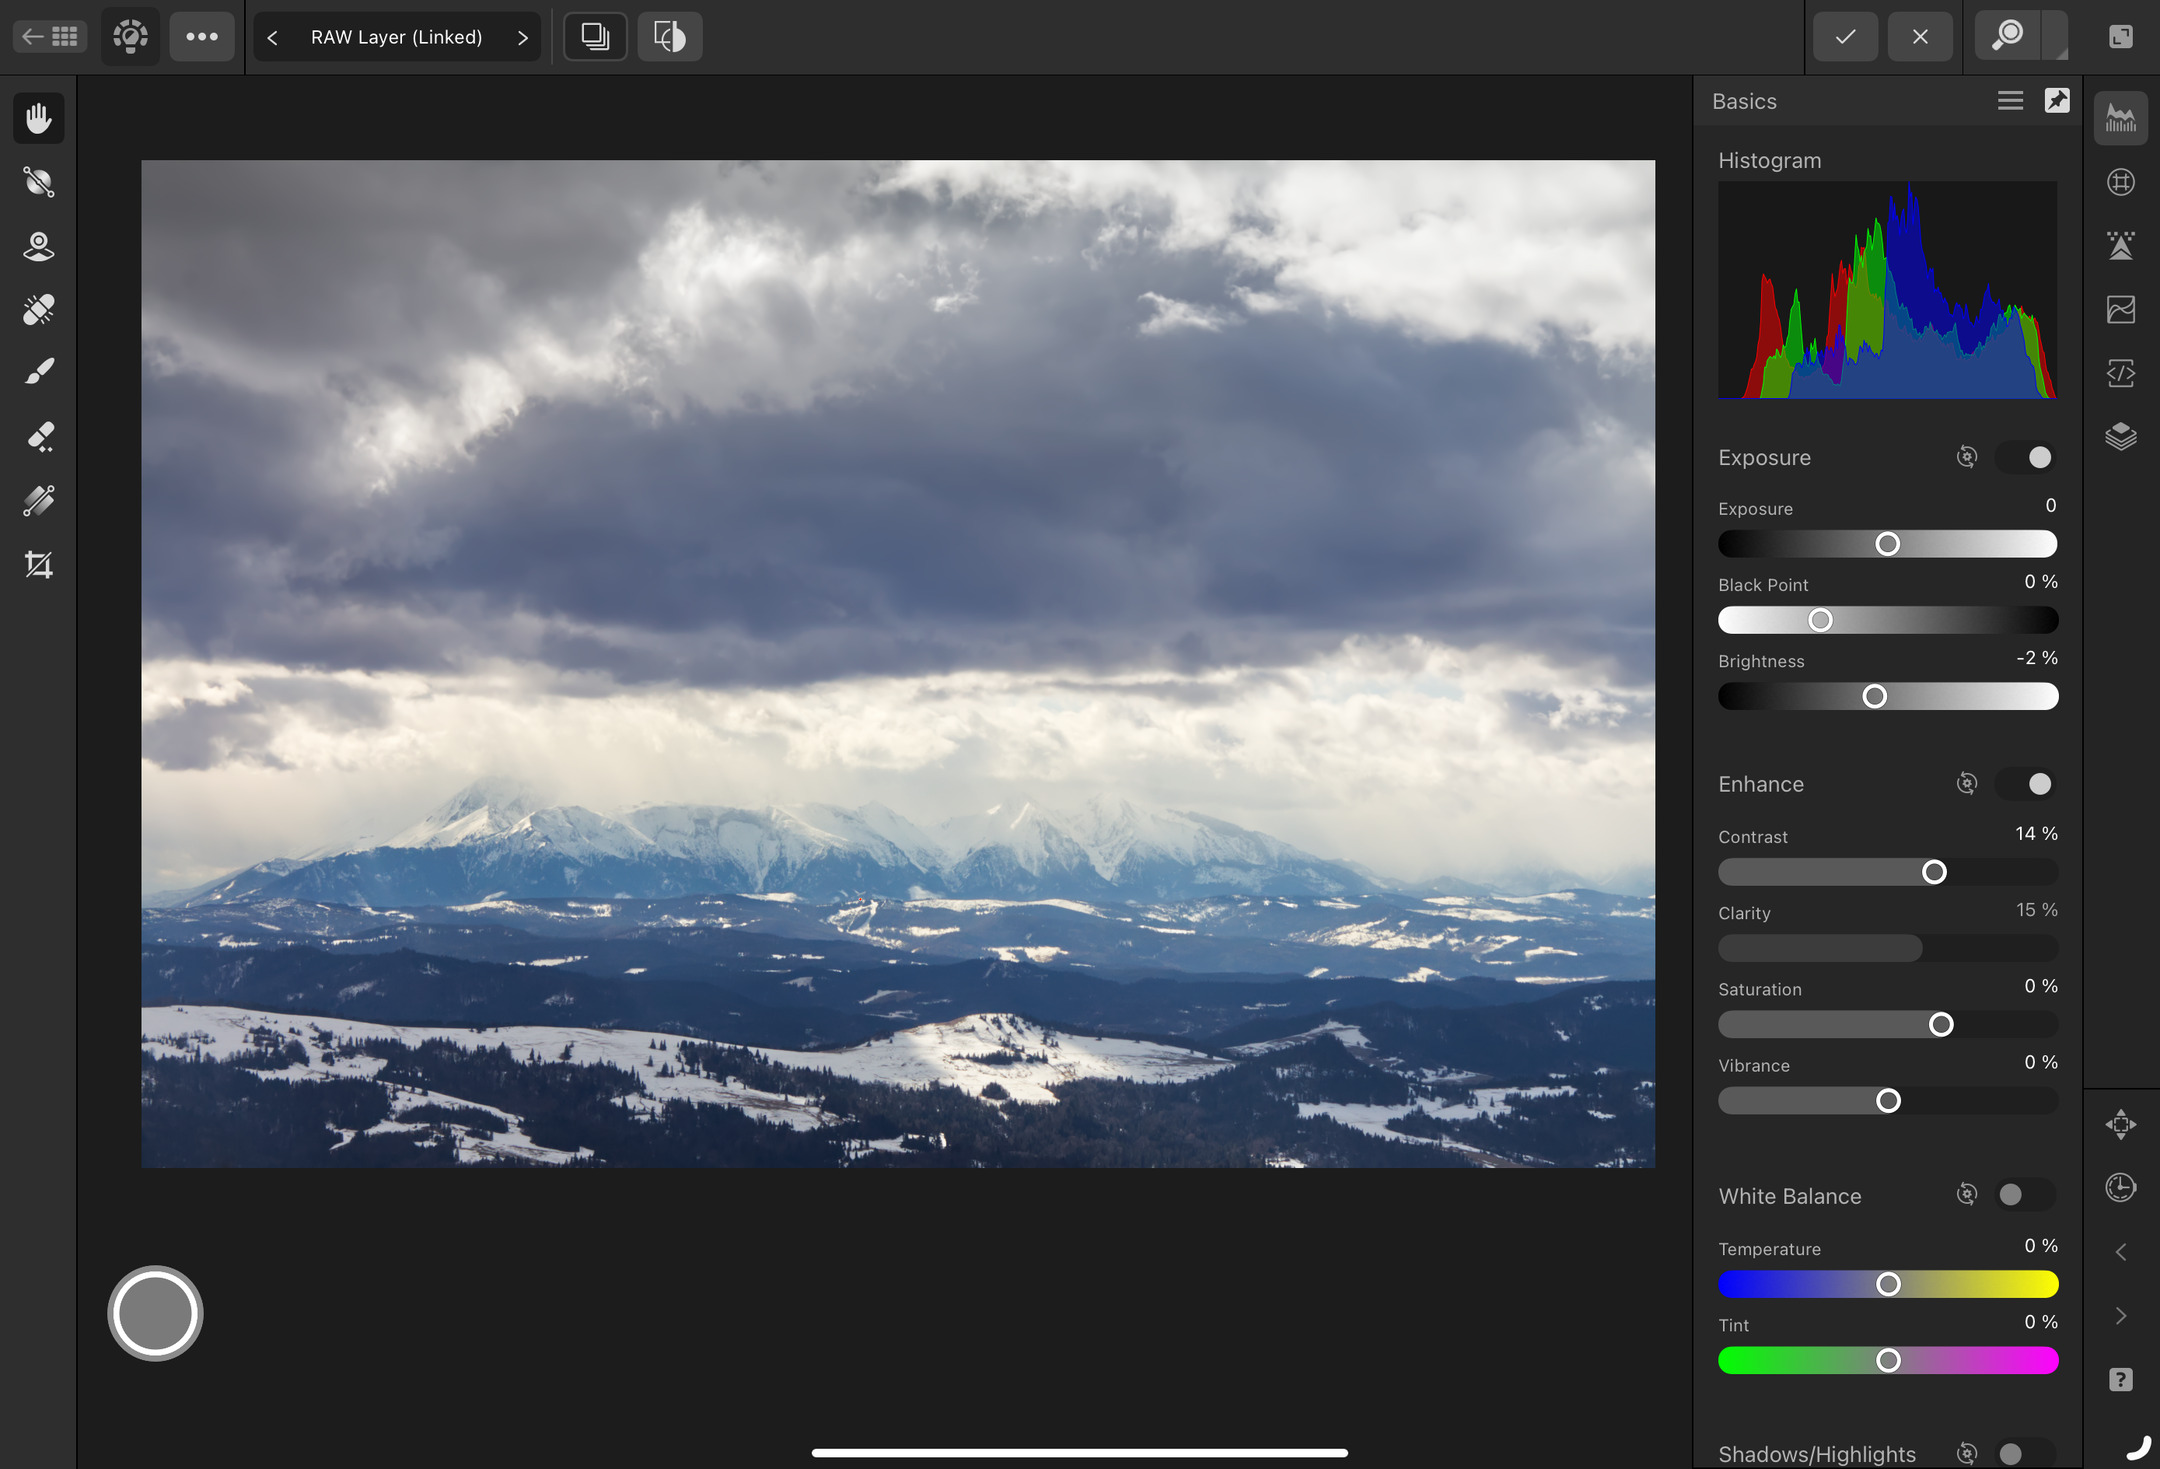 RAW Layer (Linked)
Basics
Histogram
Exposure
Exposure 0
Black Point 0 %
Brightness -2 %
Enhance
Contrast 14 %
Clarity 15 %
Saturation 0 %
Vibrance 0 %
White Balance
Temperature 0 %
Tint 0 %
Shadows/Highlights
?